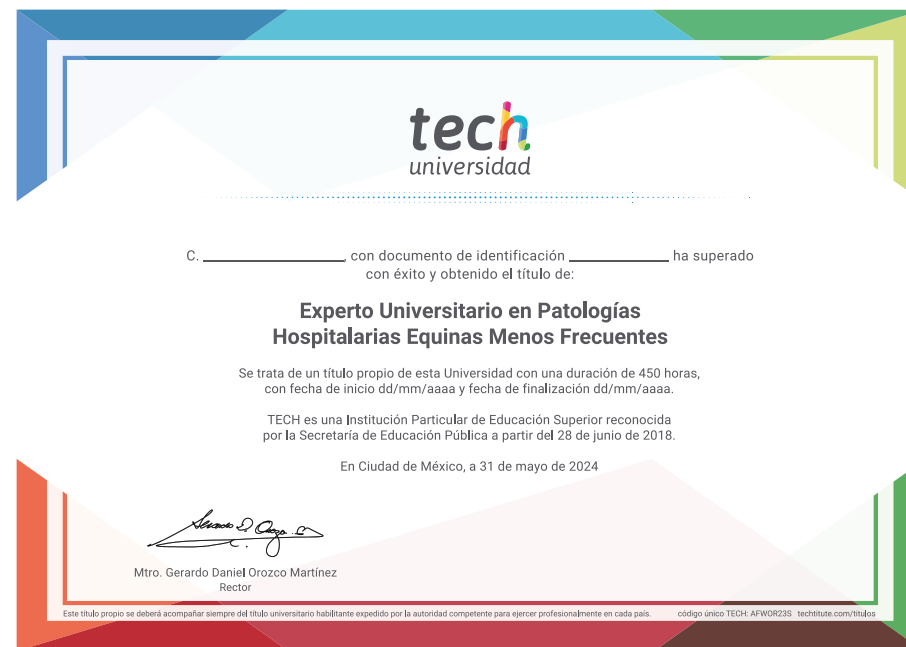 tech
universidad
C. ____________, con documento de identificación ____________ ha superado
con éxito y obtenido el título de:
Experto Universitario en Patologías
Hospitalarias Equinas Menos Frecuentes
Se trata de un título propio de esta Universidad con una duración de 450 horas,
con fecha de inicio dd/mm/aaaa y fecha de finalización dd/mm/aaaa.
TECH es una Institución Particular de Educación Superior reconocida
por la Secretaría de Educación Pública a partir del 28 de junio de 2018.
En Ciudad de México, a 31 de mayo de 2024
Mtro. Gerardo Daniel Orozco Martínez
Rector
Este título propio se deberá acompañar siempre del título universitario habilitante expedido por la autoridad competente para ejercer profesionalmente en cada país. código único TECH: AFWOR23S techtitute.com/titulos